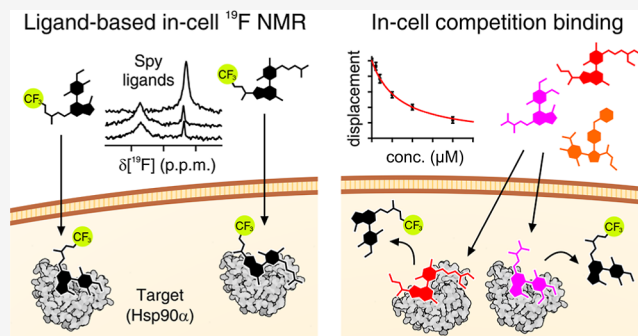 Ligand-based in-cell ¹⁹F NMR
CF₃
Spy
ligands
CF₃
δ[¹⁹F] (p.p.m.)
CF₃
CF₃
Target
(Hsp90α)
In-cell competition binding
displacement
conc. (μM)
CF₃
CF₃